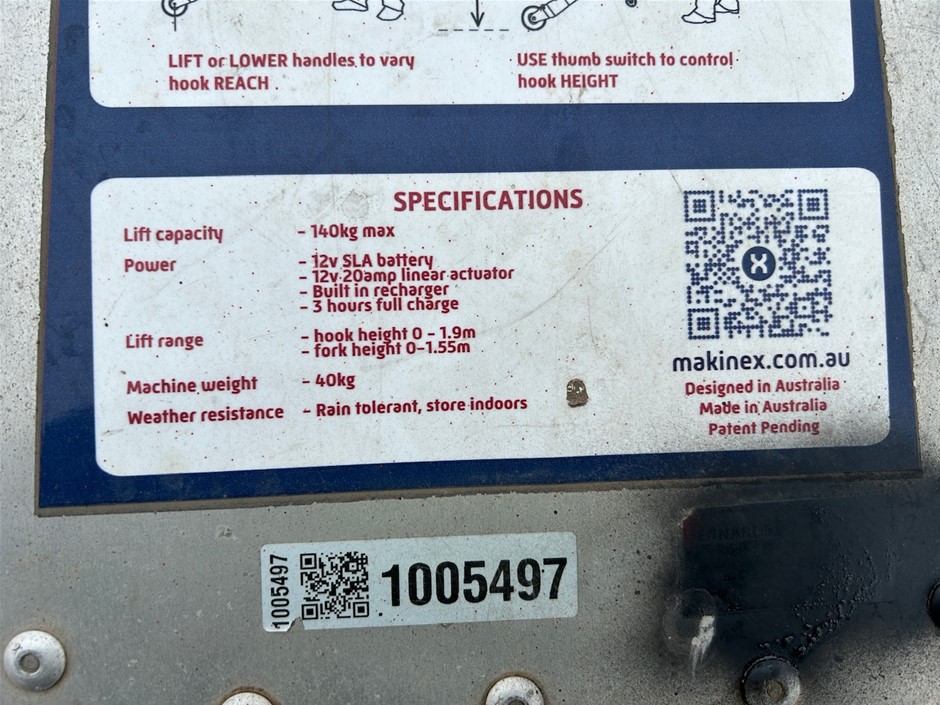 LIFT or LOWER handles to vary
hook REACH
USE thumb switch to control
hook HEIGHT
SPECIFICATIONS
Lift capacity - 140kg max
Power - 12v SLA battery
- 12v 20amp linear actuator
- Built in recharger
- 3 hours full charge
Lift range - hook height 0 - 1.9m
- fork height 0-1.55m
Machine weight - 40kg
Weather resistance - Rain tolerant, store indoors
makinex.com.au
Designed in Australia
Made in Australia
Patent Pending
1005497
1005497